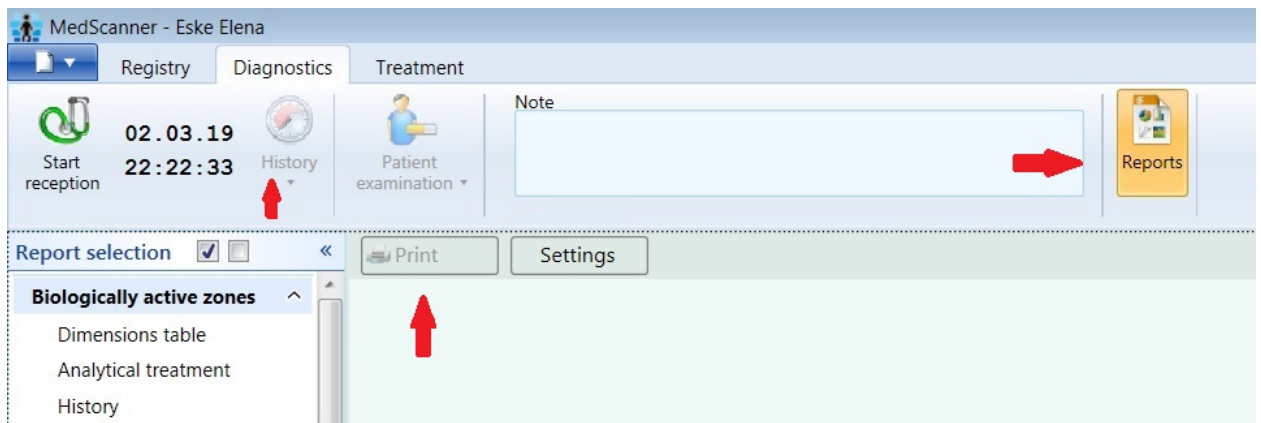 MedScanner - Eske Elena
Registry Diagnostics Treatment
Start
reception
02.03.19
22:22:33
History
Patient
examination
Note
Reports
Report selection
«
Print
Settings
Biologically active zones
Dimensions table
Analytical treatment
History